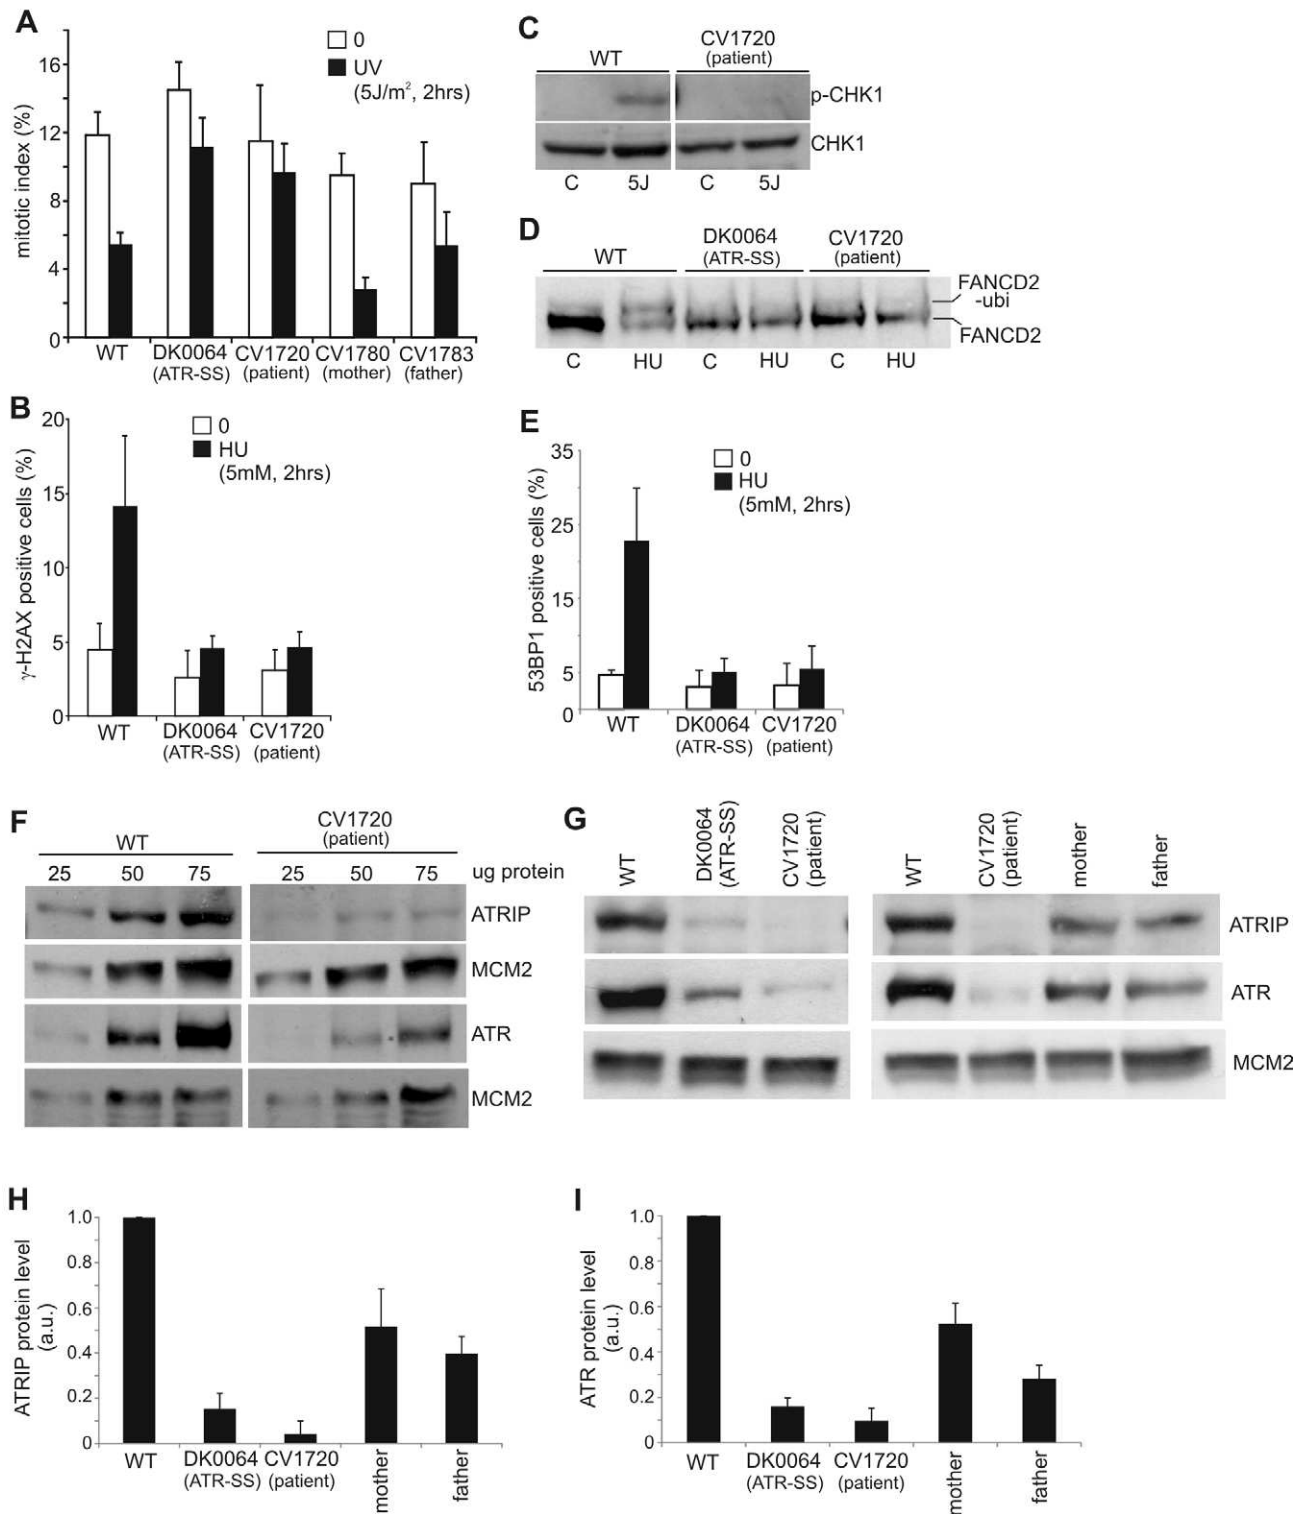 A
mitotic index (%)
16
12
8
4
0
0
UV
(5J/m², 2hrs)
WT
DK0064
(ATR-SS)
CV1720
(patient)
CV1780
(mother)
CV1783
(father)
C
WT
CV1720
(patient)
p-CHK1
CHK1
C
5J
C
5J
D
WT
DK0064
(ATR-SS)
CV1720
(patient)
FANCD2
-ubi
FANCD2
C
HU
C
HU
C
HU
B
γ-H2AX positive cells (%)
20
15
10
5
0
0
HU
(5mM, 2hrs)
WT
DK0064
(ATR-SS)
CV1720
(patient)
E
53BP1 positive cells (%)
35
25
15
5
0
0
HU
(5mM, 2hrs)
WT
DK0064
(ATR-SS)
CV1720
(patient)
F
WT
CV1720
(patient)
25 50 75 25 50 75 ug protein
ATRIP
MCM2
ATR
MCM2
G
WT
DK0064
(ATR-SS)
CV1720
(patient)
WT
CV1720
(patient)
mother
father
ATRIP
ATR
MCM2
H
ATRIP protein level
(a.u.)
1.0
0.8
0.6
0.4
0.2
0
WT
DK0064
(ATR-SS)
CV1720
(patient)
mother
father
I
ATR protein level
(a.u.)
1.0
0.8
0.6
0.4
0.2
0
WT
DK0064
(ATR-SS)
CV1720
(patient)
mother
father